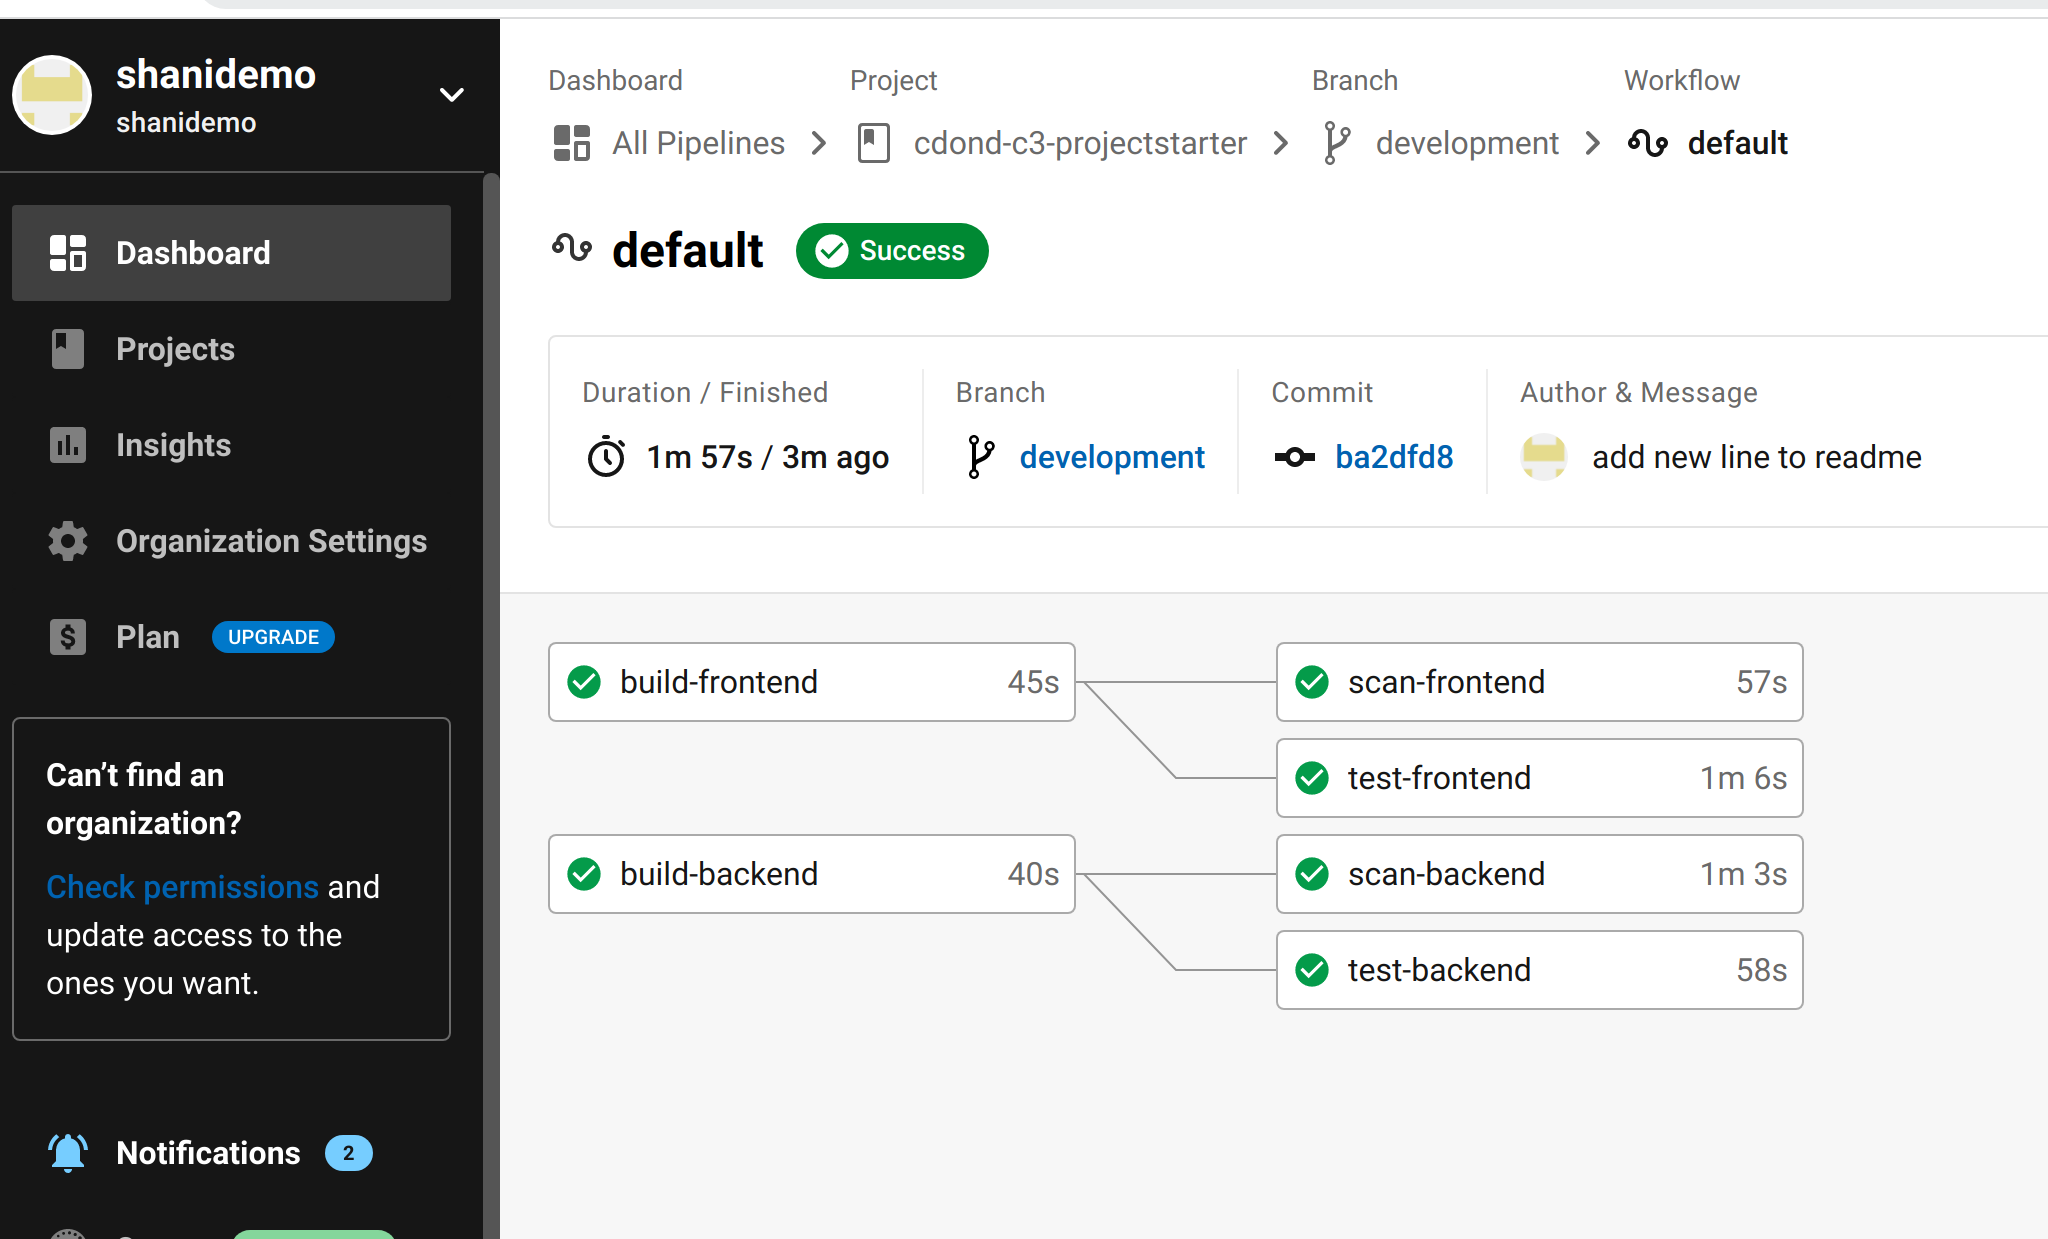 shanidemo
shanidemo
Dashboard
Projects
Insights
Organization Settings
Plan UPGRADE
Can’t find an
organization?
Check permissions and
update access to the
ones you want.
Notifications 2
Dashboard Project Branch Workflow
All Pipelines cdond-c3-projectstarter development default
default Success
Duration / Finished Branch Commit Author & Message
1m 57s / 3m ago development ba2dfd8 add new line to readme
build-frontend 45s scan-frontend 57s
test-frontend 1m 6s
build-backend 40s scan-backend 1m 3s
test-backend 58s